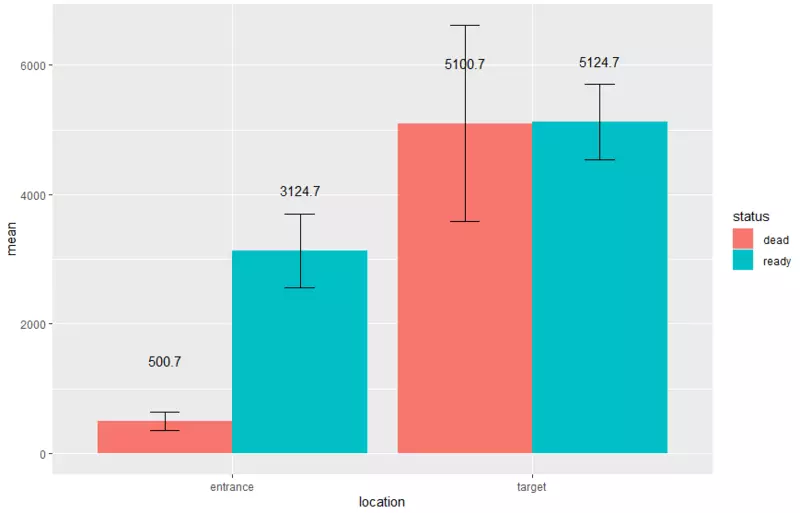 6000
4000
2000
0
mean
5100.7
5124.7
3124.7
500.7
entrance
target
location
status
dead
ready